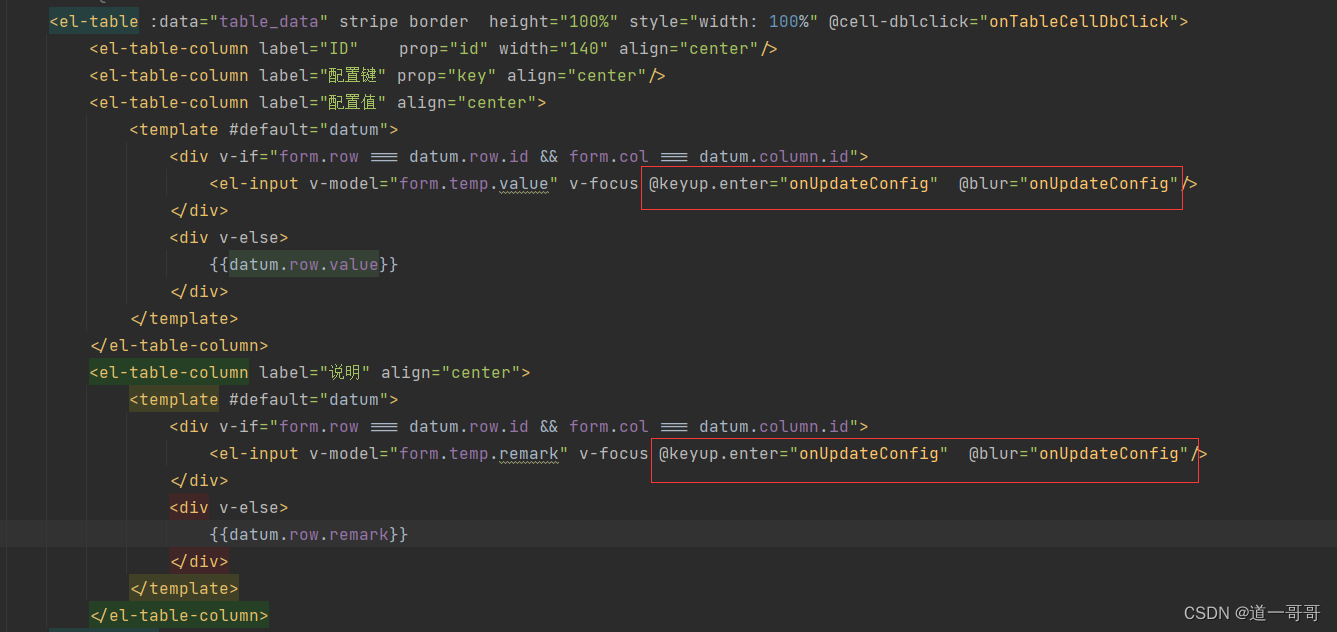 <el-table :data="table_data" stripe border  height="100%" style="width: 100%" @cell-dblclick="onTableCellDbClick">
<el-table-column label="ID"    prop="id" width="140" align="center"/>
<el-table-column label="配置键" prop="key" align="center"/>
<el-table-column label="配置值" align="center">
<template #default="datum">
<div v-if="form.row === datum.row.id && form.col === datum.column.id">
<el-input v-model="form.temp.value" v-focus @keyup.enter="onUpdateConfig"  @blur="onUpdateConfig"/>
</div>
<div v-else>
{{datum.row.value}}
</div>
</template>
</el-table-column>
<el-table-column label="说明" align="center">
<template #default="datum">
<div v-if="form.row === datum.row.id && form.col === datum.column.id">
<el-input v-model="form.temp.remark" v-focus @keyup.enter="onUpdateConfig"  @blur="onUpdateConfig"/>
</div>
<div v-else>
{{datum.row.remark}}
</div>
</template>
</el-table-column>
CSDN @道一哥哥